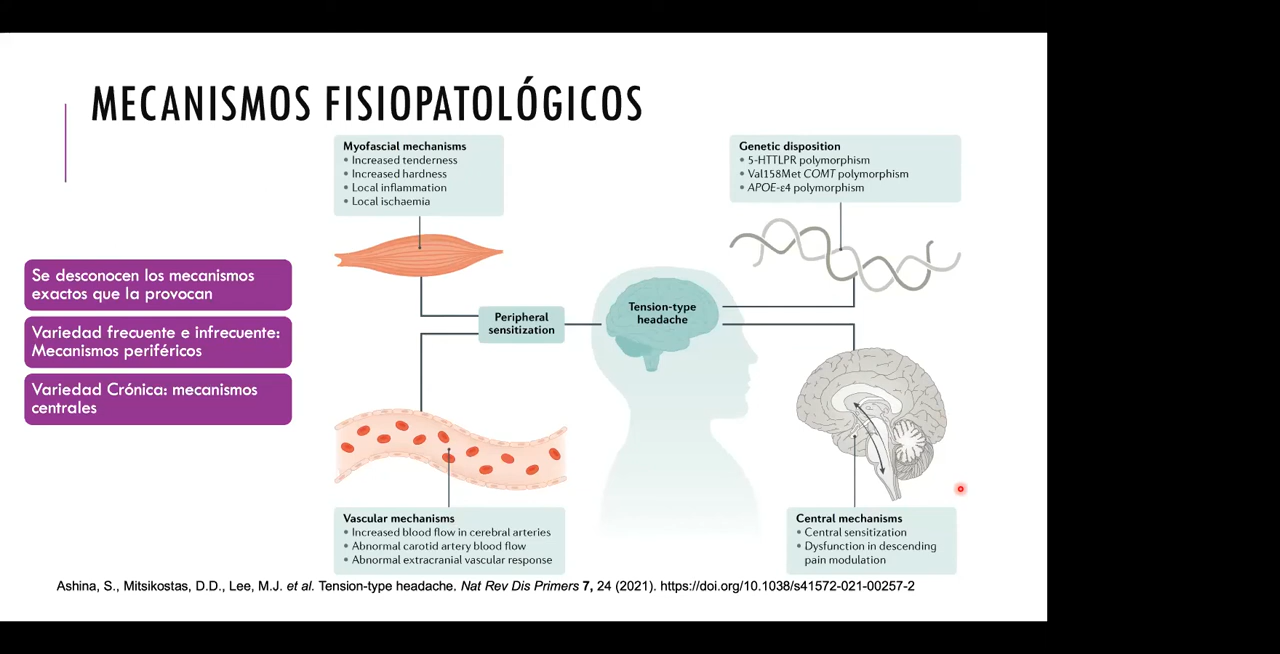 MECANISMOS FISIOPATOLÓGICOS
Se desconocen los mecanismos
exactos que la provocan
Variedad frecuente e infrecuente:
Mecanismos periféricos
Variedad Crónica: mecanismos
centrales
Myofascial mechanisms
• Increased tenderness
• Increased hardness
• Local inflammation
• Local ischaemia
Genetic disposition
• 5-HTTLPR polymorphism
• Val158Met COMT polymorphism
• APOE-ε4 polymorphism
Peripheral
sensitization
Tension-type
headache
Vascular mechanisms
• Increased blood flow in cerebral arteries
• Abnormal carotid artery blood flow
• Abnormal extracranial vascular response
Central mechanisms
• Central sensitization
• Dysfunction in descending
pain modulation
Ashina, S., Mitsikostas, D.D., Lee, M.J. et al. Tension-type headache. Nat Rev Dis Primers 7, 24 (2021). https://doi.org/10.1038/s41572-021-00257-2